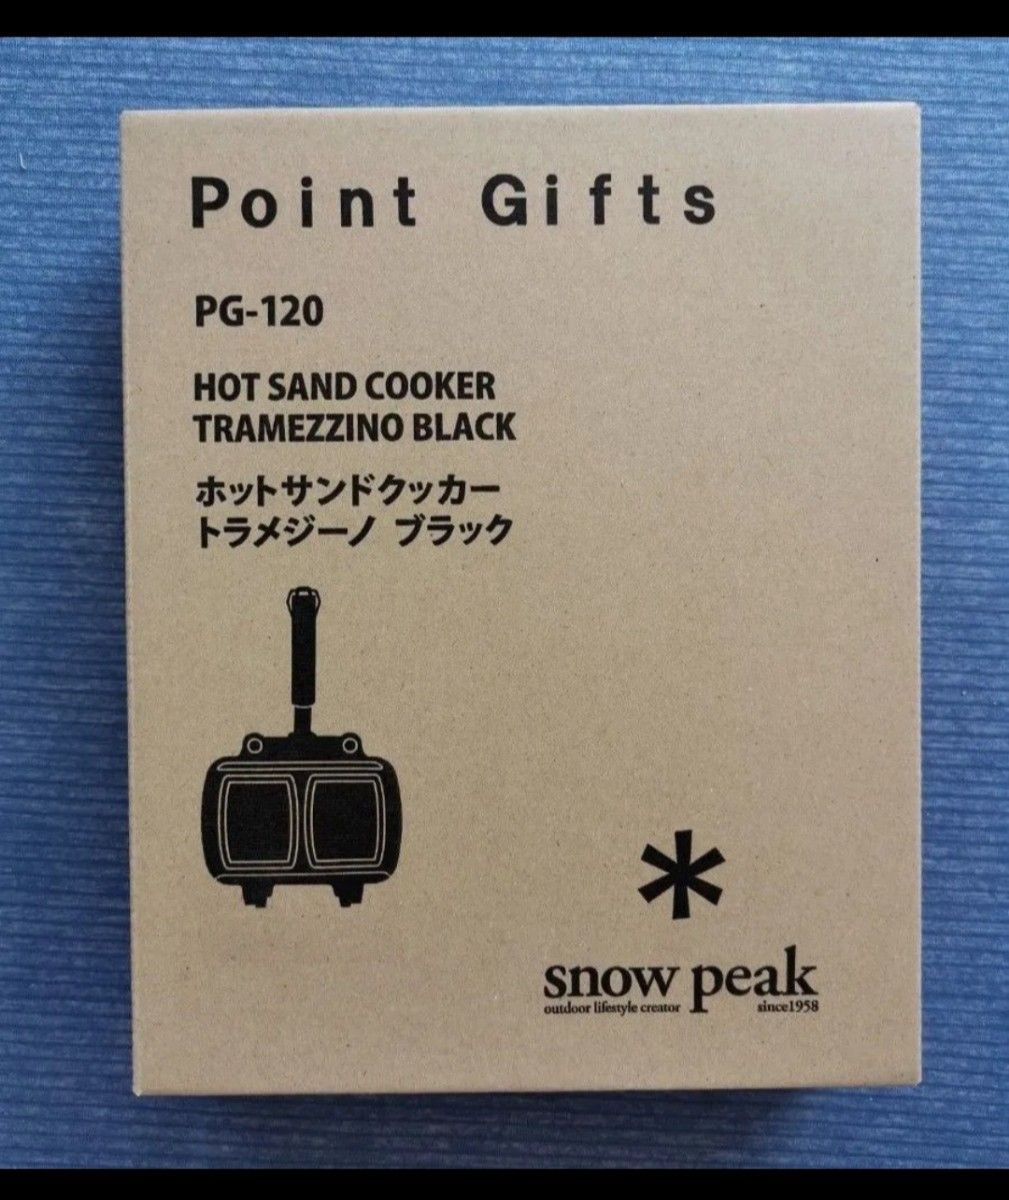 Point Gifts
PG-120
HOT SAND COOKER
TRAMEZZINO BLACK
ホットサンドクッカー
トラメジーノ ブラック
snow peak
outdoor lifestyle creator since1958